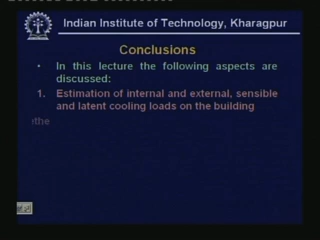 Indian Institute of Technology, Kharagpur
Conclusions
• In this lecture the following aspects are
discussed:
1. Estimation of internal and external, sensible
and latent cooling loads on the building